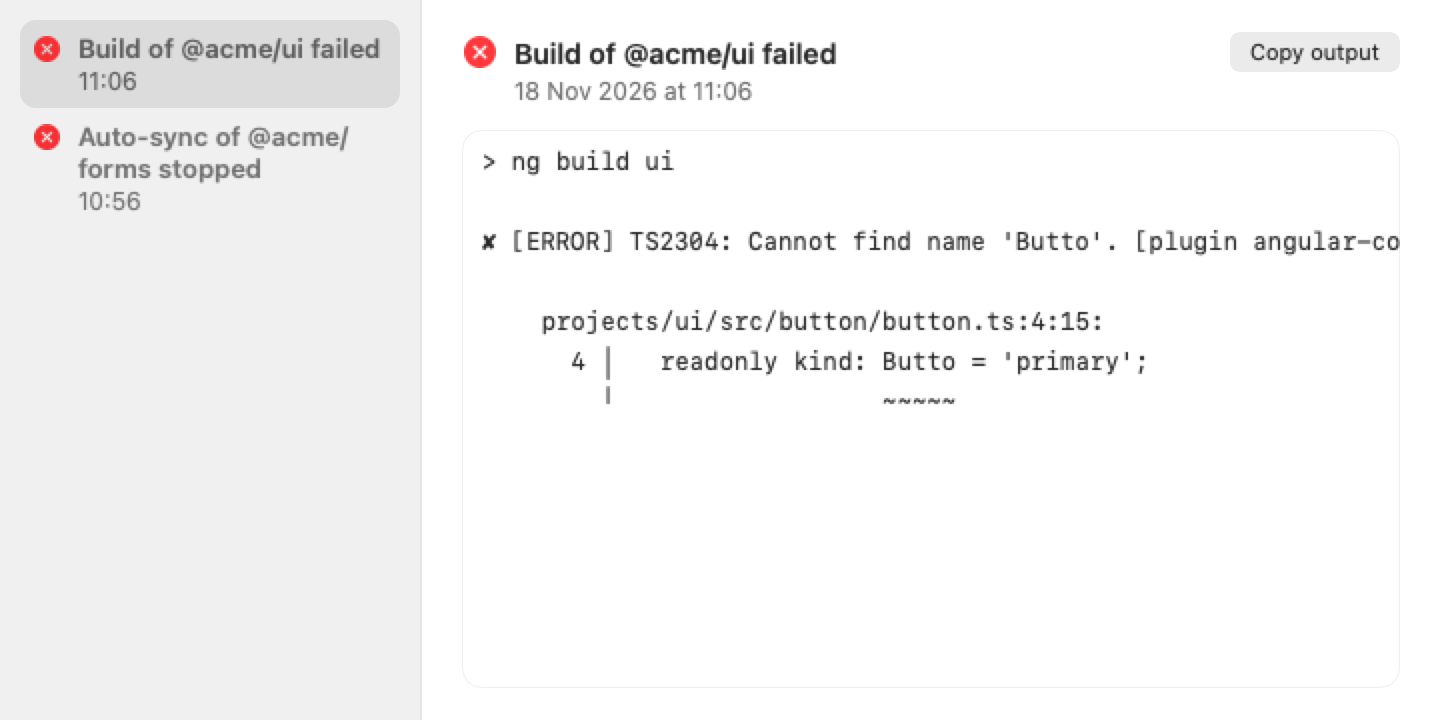 Build of @acme/ui failed
11:06
Auto-sync of @acme/
forms stopped
10:56
Build of @acme/ui failed
18 Nov 2026 at 11:06
Copy output
> ng build ui
✘ [ERROR] TS2304: Cannot find name 'Butto'. [plugin angular-co
projects/ui/src/button/button.ts:4:15:
4 │   readonly kind: Butto = 'primary';
╵                  ~~~~~